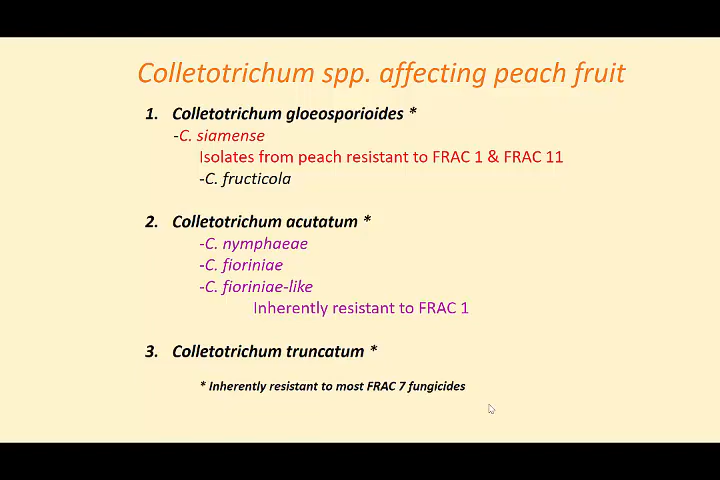 Colletotrichum spp. affecting peach fruit
1. Colletotrichum gloeosporioides *
-C. siamense
Isolates from peach resistant to FRAC 1 & FRAC 11
-C. fructicola
2. Colletotrichum acutatum *
-C. nymphaeae
-C. fioriniae
-C. fioriniae-like
Inherently resistant to FRAC 1
3. Colletotrichum truncatum *
* Inherently resistant to most FRAC 7 fungicides